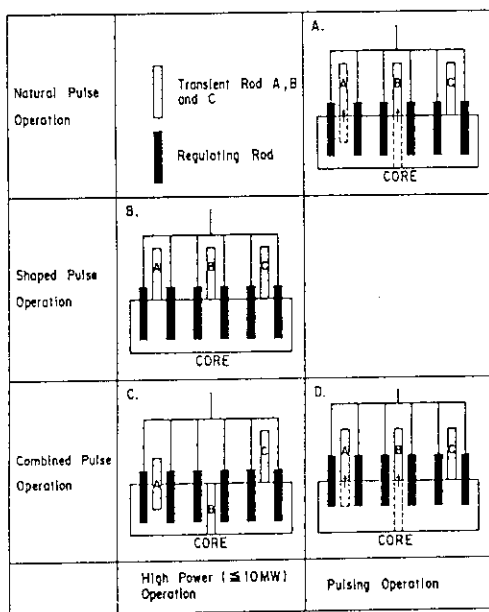 Natural Pulse
Operation
Transient Rod A,B
and C
Regulating Rod
A.
A
B
C
CORE
Shaped Pulse
Operation
B.
A
B
C
CORE
Combined Pulse
Operation
C.
A
B
C
CORE
D.
A
B
C
CORE
High Power (≦10MW)
Operation
Pulsing Operation